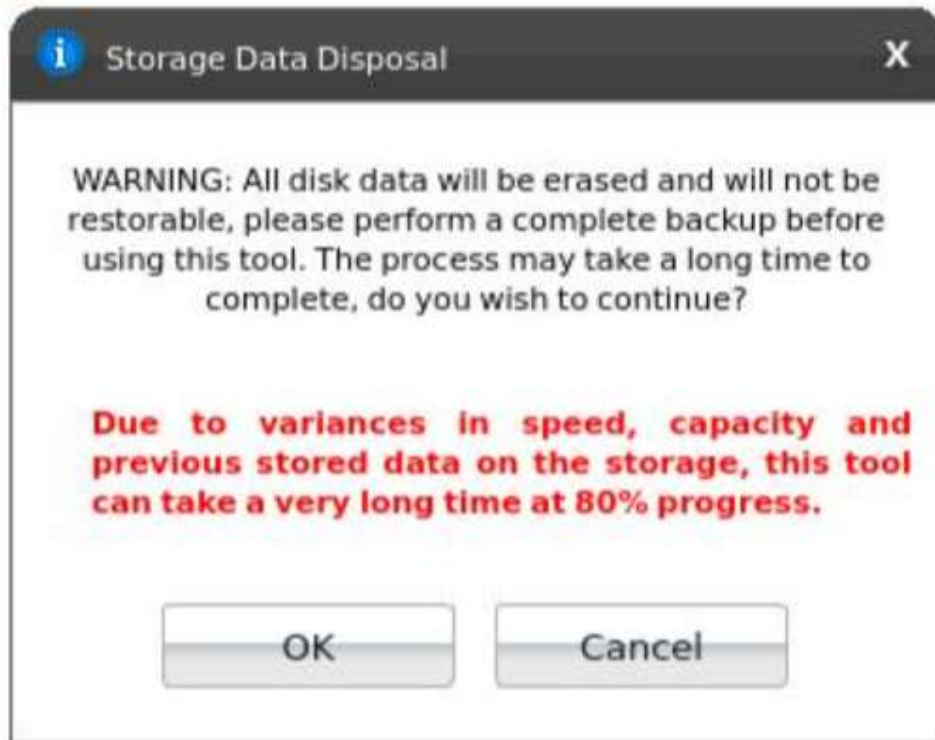 i Storage Data Disposal X
WARNING: All disk data will be erased and will not be
restorable, please perform a complete backup before
using this tool. The process may take a long time to
complete, do you wish to continue?
Due to variances in speed, capacity and
previous stored data on the storage, this tool
can take a very long time at 80% progress.
OK Cancel